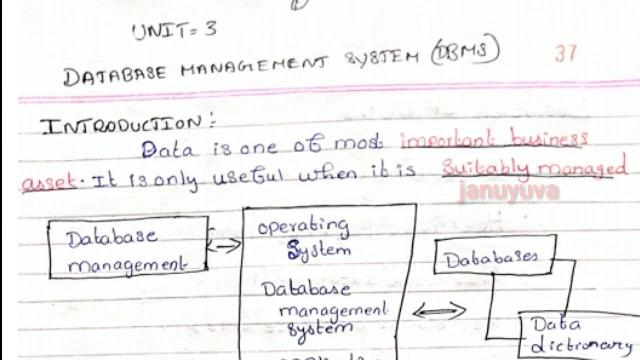 UNIT = 3
DATABASE MANAGEMENT SYSTEM (DBMS)
37
INTRODUCTION:
Data is one of most important business
asset. It is only useful when it is suitably managed
januyuva
Database
management
operating
System
Database
management
system
Databases
Data
dictionary